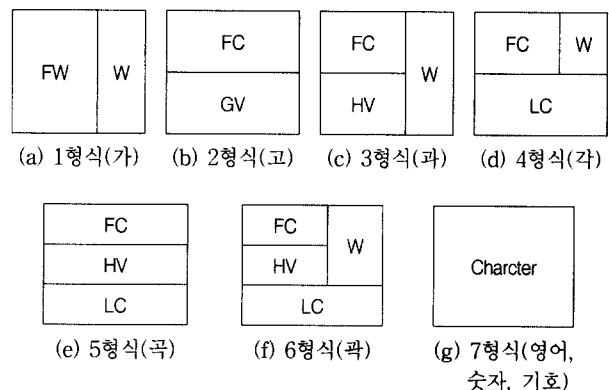 FW W
FC
GV
FC
HV
W
FC W
LC
(a) 1형식(가) (b) 2형식(고) (c) 3형식(과) (d) 4형식(각)
FC
HV
LC
FC
HV
W
LC
Charcter
(e) 5형식(곡) (f) 6형식(곽) (g) 7형식(영어,
숫자, 기호)